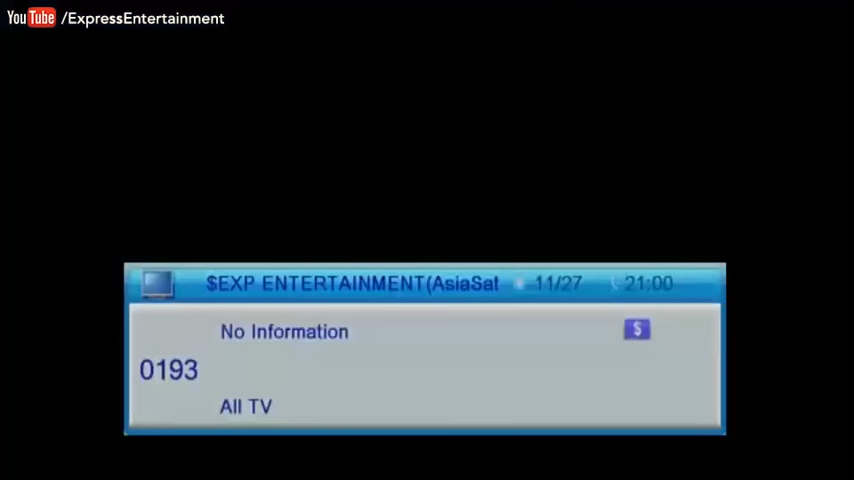 YouTube /ExpressEntertainment
$EXP ENTERTAINMENT(AsiaSat 11/27 21:00
No Information $
0193
All TV